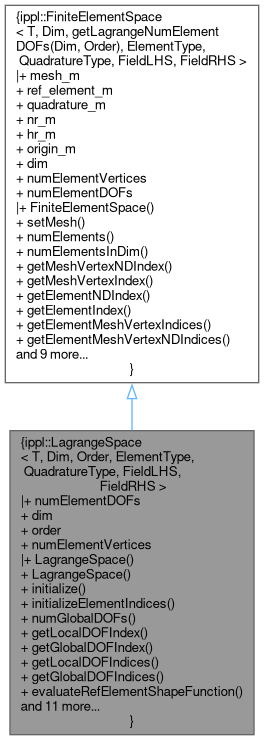 {ippl::FiniteElementSpace
< T, Dim, getLagrangeNumElement
DOFs(Dim, Order), ElementType,
QuadratureType, FieldLHS, FieldRHS >
|+ mesh_m
+ ref_element_m
+ quadrature_m
+ nr_m
+ hr_m
+ origin_m
+ dim
+ numElementVertices
+ numElementDOFs
|+ FiniteElementSpace()
+ setMesh()
+ numElements()
+ numElementsInDim()
+ getMeshVertexNDIndex()
+ getMeshVertexIndex()
+ getElementNDIndex()
+ getElementIndex()
+ getElementMeshVertexIndices()
+ getElementMeshVertexNDIndices()
and 9 more...
}
{ippl::LagrangeSpace
< T, Dim, Order, ElementType,
QuadratureType, FieldLHS,
FieldRHS >
|+ numElementDOFs
+ dim
+ order
+ numElementVertices
|+ LagrangeSpace()
+ LagrangeSpace()
+ initialize()
+ initializeElementIndices()
+ numGlobalDOFs()
+ getLocalDOFIndex()
+ getGlobalDOFIndex()
+ getLocalDOFIndices()
+ getGlobalDOFIndices()
+ evaluateRefElementShapeFunction()
and 11 more...
}